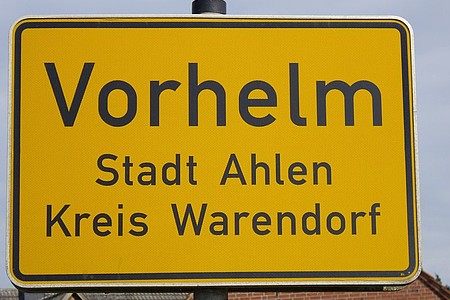 Vorhelm
Stadt Ahlen
Kreis Warendorf